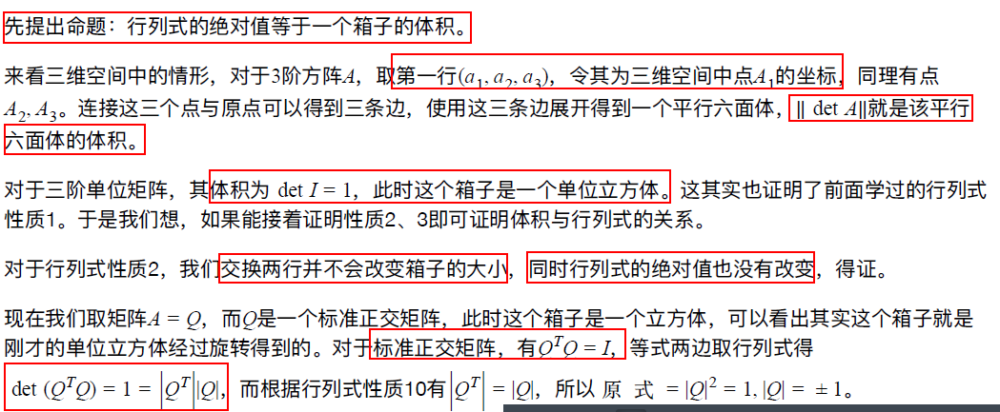 先提出命题：行列式的绝对值等于一个箱子的体积。
来看三维空间中的情形，对于3阶方阵A，取第一行(a₁, a₂, a₃)，令其为三维空间中点A₁的坐标，同理有点
A₂, A₃。连接这三个点与原点可以得到三条边，使用这三条边展开得到一个平行六面体，‖ det A‖就是该平行
六面体的体积。
对于三阶单位矩阵，其体积为 det I = 1，此时这个箱子是一个单位立方体。这其实也证明了前面学过的行列式
性质1。于是我们想，如果能接着证明性质2、3即可证明体积与行列式的关系。
对于行列式性质2，我们交换两行并不会改变箱子的大小，同时行列式的绝对值也没有改变，得证。
现在我们取矩阵A = Q，而Q是一个标准正交矩阵，此时这个箱子是一个立方体，可以看出其实这个箱子就是
刚才的单位立方体经过旋转得到的。对于标准正交矩阵，有QᵀQ = I，等式两边取行列式得
det (QᵀQ) = 1 = |Qᵀ||Q|，而根据行列式性质10有|Qᵀ| = |Q|，所以 原 式 = |Q|² = 1, |Q| = ± 1。